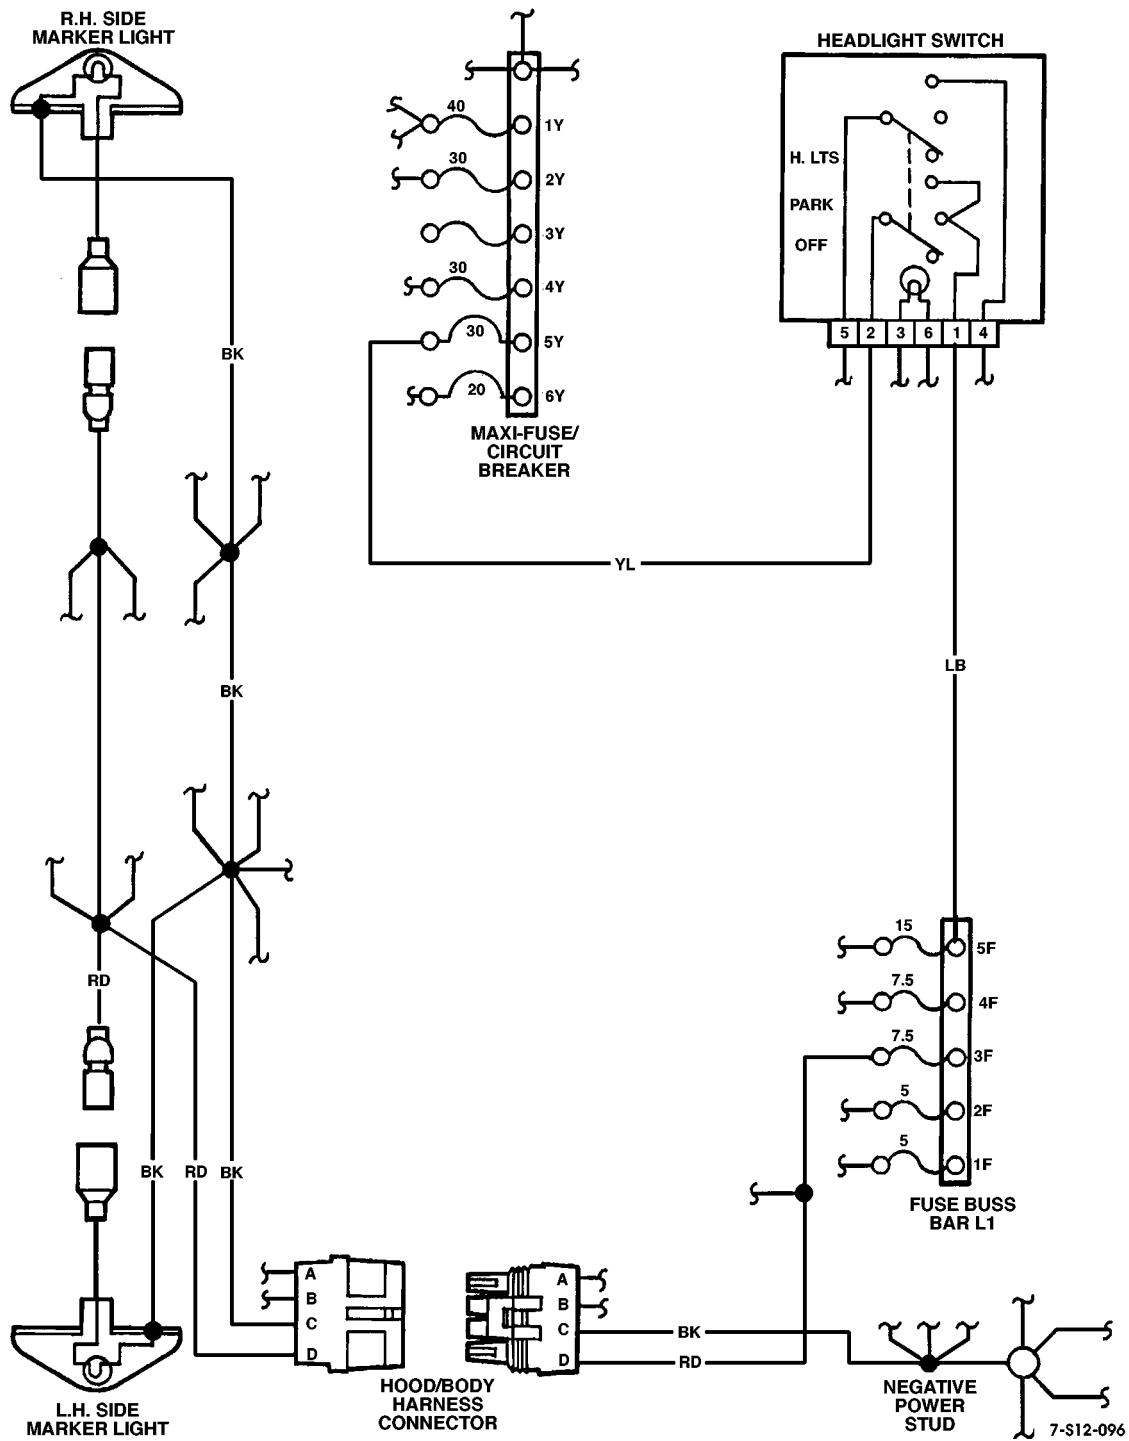 R.H. SIDE
MARKER LIGHT
HEADLIGHT SWITCH
40
1Y
30
2Y
3Y
30
4Y
30
5Y
20
6Y
MAXI-FUSE/
CIRCUIT
BREAKER
H. LTS
PARK
OFF
5 2 3 6 1 4
BK
YL
LB
BK
RD
BK RD BK
15
5F
7.5
4F
7.5
3F
5
2F
5
1F
FUSE BUSS
BAR L1
A
B
C
D
HOOD/BODY
HARNESS
CONNECTOR
A
B
C
D
BK
RD
NEGATIVE
POWER
STUD
L.H. SIDE
MARKER LIGHT
7-S12-096